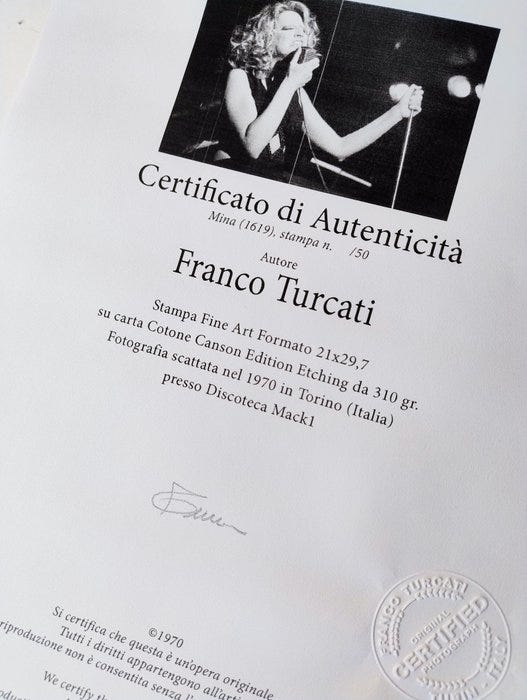 Certificato di Autenticità
Mina (1619), stampa n. /50
Autore
Franco Turcati
Stampa Fine Art Formato 21x29,7
su carta Cotone Canson Edition Etching da 310 gr.
Fotografia scattata nel 1970 in Torino (Italia)
presso Discoteca Mack1
©1970
Si certifica che questa è un'opera originale
Tutti i diritti appartengono all'arti
riproduzione non è consentita senza l'
We certify th
FRANCO TURCATI
ORIGINAL
CERTIFIED
PHOTOGRAPHY
ITALY